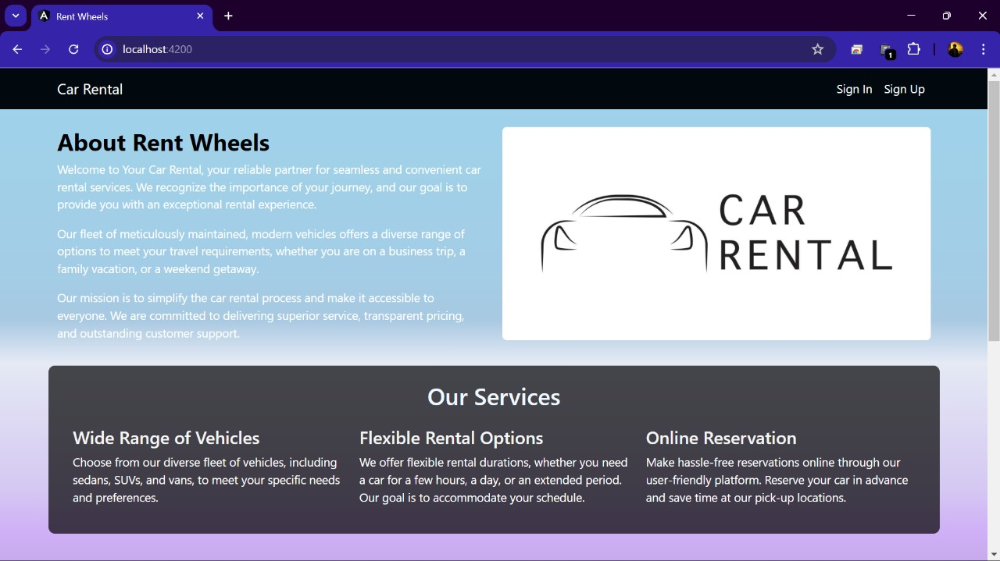 Rent Wheels
localhost:4200
1
Car Rental
Sign In Sign Up
About Rent Wheels
Welcome to Your Car Rental, your reliable partner for seamless and convenient car
rental services. We recognize the importance of your journey, and our goal is to
provide you with an exceptional rental experience.
Our fleet of meticulously maintained, modern vehicles offers a diverse range of
options to meet your travel requirements, whether you are on a business trip, a
family vacation, or a weekend getaway.
Our mission is to simplify the car rental process and make it accessible to
everyone. We are committed to delivering superior service, transparent pricing,
and outstanding customer support.
CAR
RENTAL
Our Services
Wide Range of Vehicles
Choose from our diverse fleet of vehicles, including
sedans, SUVs, and vans, to meet your specific needs
and preferences.
Flexible Rental Options
We offer flexible rental durations, whether you need
a car for a few hours, a day, or an extended period.
Our goal is to accommodate your schedule.
Online Reservation
Make hassle-free reservations online through our
user-friendly platform. Reserve your car in advance
and save time at our pick-up locations.